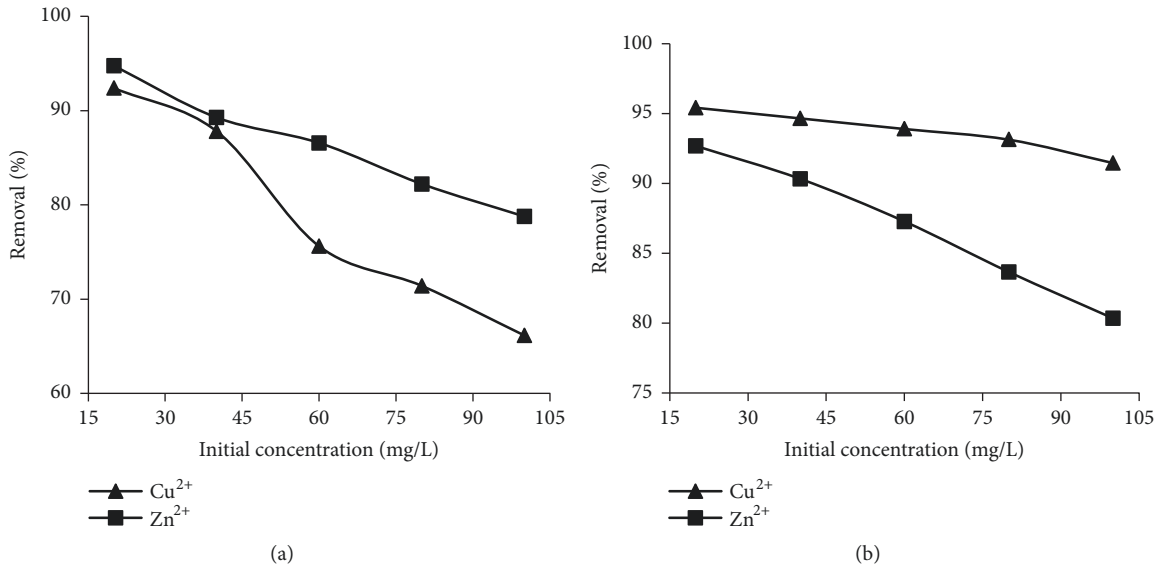 100
90
80
70
60
Removal (%)
15 30 45 60 75 90 105
Initial concentration (mg/L)
Cu²⁺
Zn²⁺
(a)
100
95
90
85
80
75
Removal (%)
15 30 45 60 75 90 105
Initial concentration (mg/L)
Cu²⁺
Zn²⁺
(b)